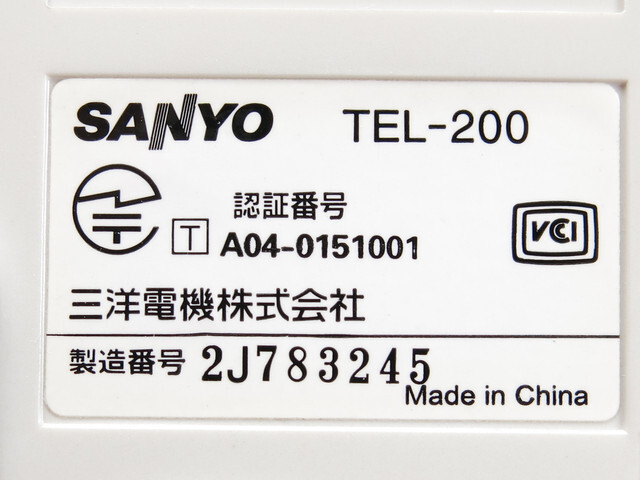 SANYO TEL-200
認証番号
T A04-0151001
VCCI
三洋電機株式会社
製造番号 2J783245
Made in China